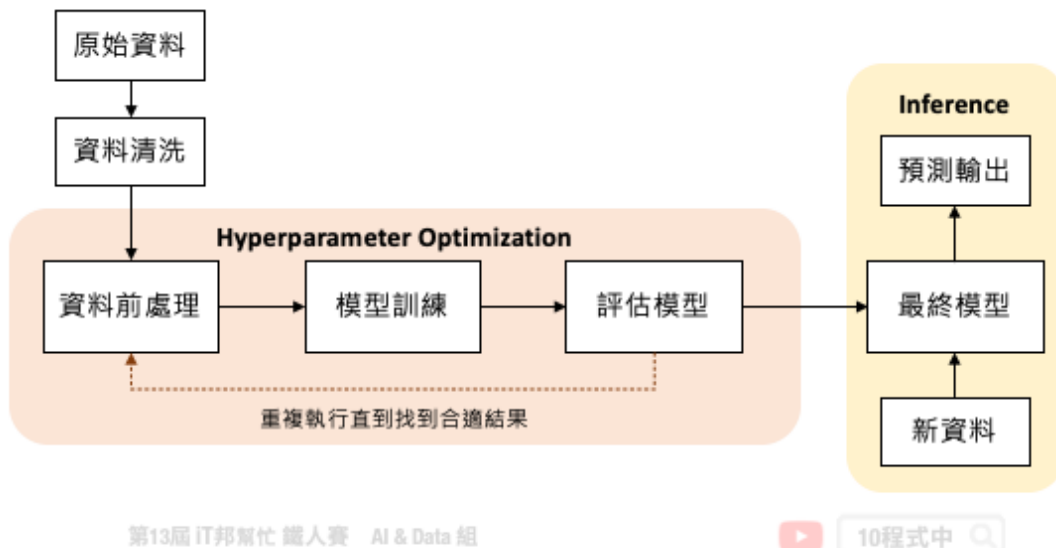 原始資料
資料清洗
Hyperparameter Optimization
資料前處理
模型訓練
評估模型
重複執行直到找到合適結果
Inference
預測輸出
最終模型
新資料
第13屆 iT邦幫忙 鐵人賽 AI & Data 組
10程式中